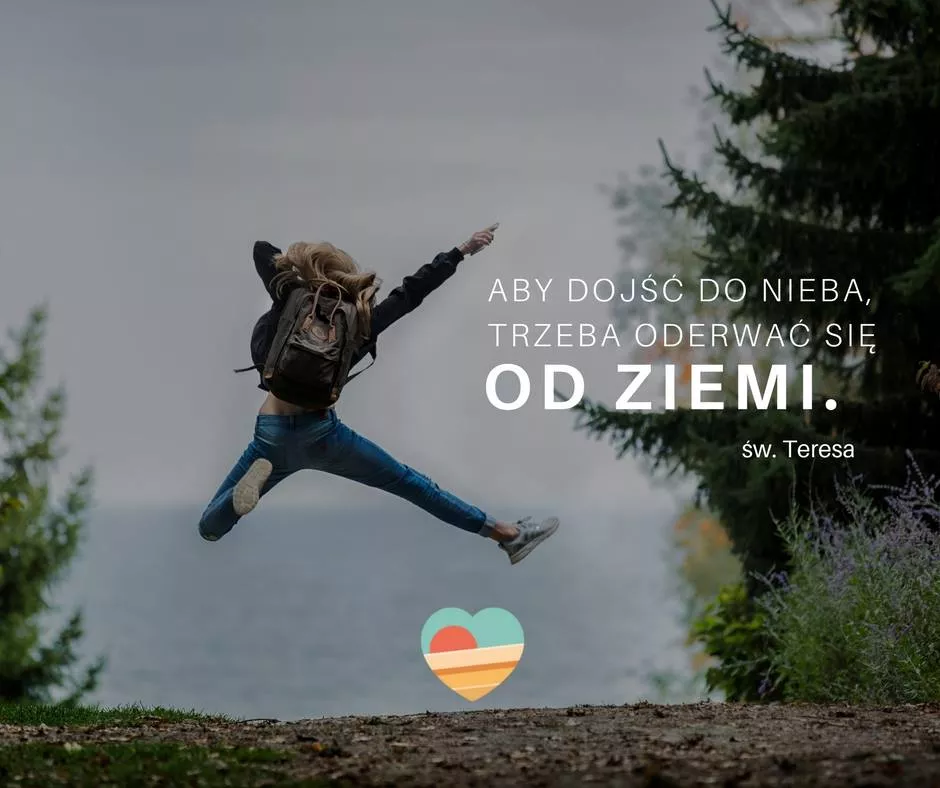 ABY DOJŚĆ DO NIEBA,
TRZEBA ODERWAĆ SIĘ
OD ZIEMI.
św. Teresa